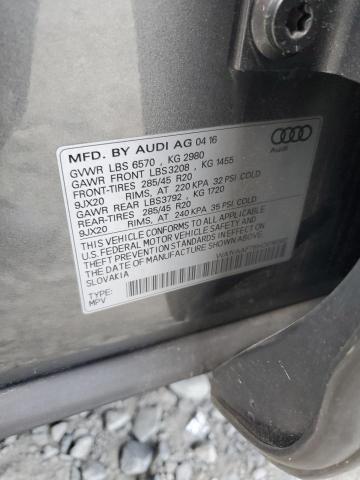 MFD. BY AUDI AG 04 16
GVWR LBS 6570 , KG 2980
GAWR FRONT LBS3208 , KG 1455
FRONT-TIRES 285/45 R20
9JX20 RIMS, AT 220 KPA 32 PSI COLD
GAWR REAR LBS3792 , KG 1720
REAR-TIRES 285/45 R20
9JX20 RIMS, AT 240 KPA 35 PSI COLD
THIS VEHICLE CONFORMS TO ALL APPLICABLE
U.S. FEDERAL MOTOR VEHICLE SAFETY AND
THEFT PREVENTION STANDARDS IN EFFECT ON
THE DATE OF MANUFACTURE SHOWN ABOVE.
SLOVAKIA
TYPE:
MPV
Audi